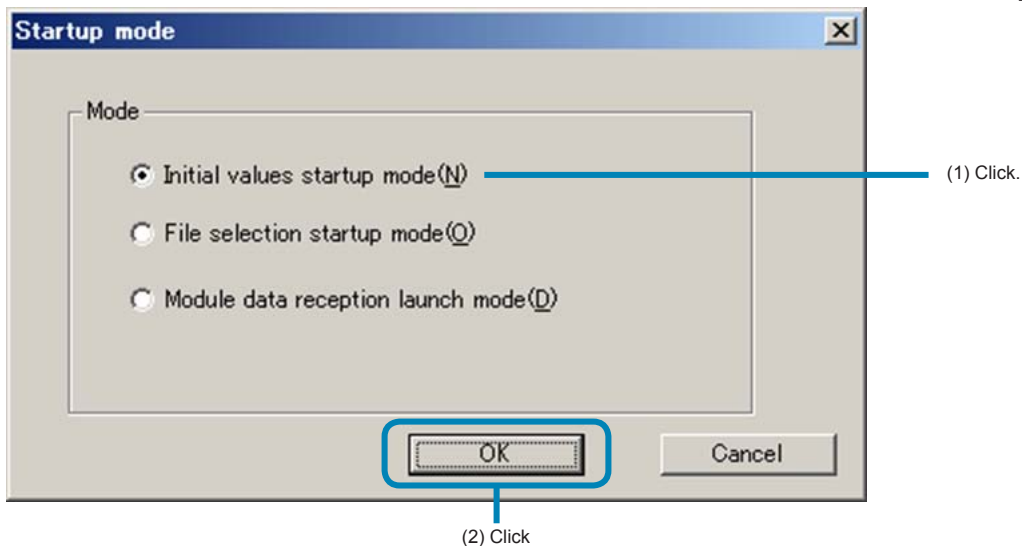 Startup mode
Mode
Initial values startup mode(N)
(1) Click.
File selection startup mode(O)
Module data reception launch mode(D)
OK
Cancel
(2) Click